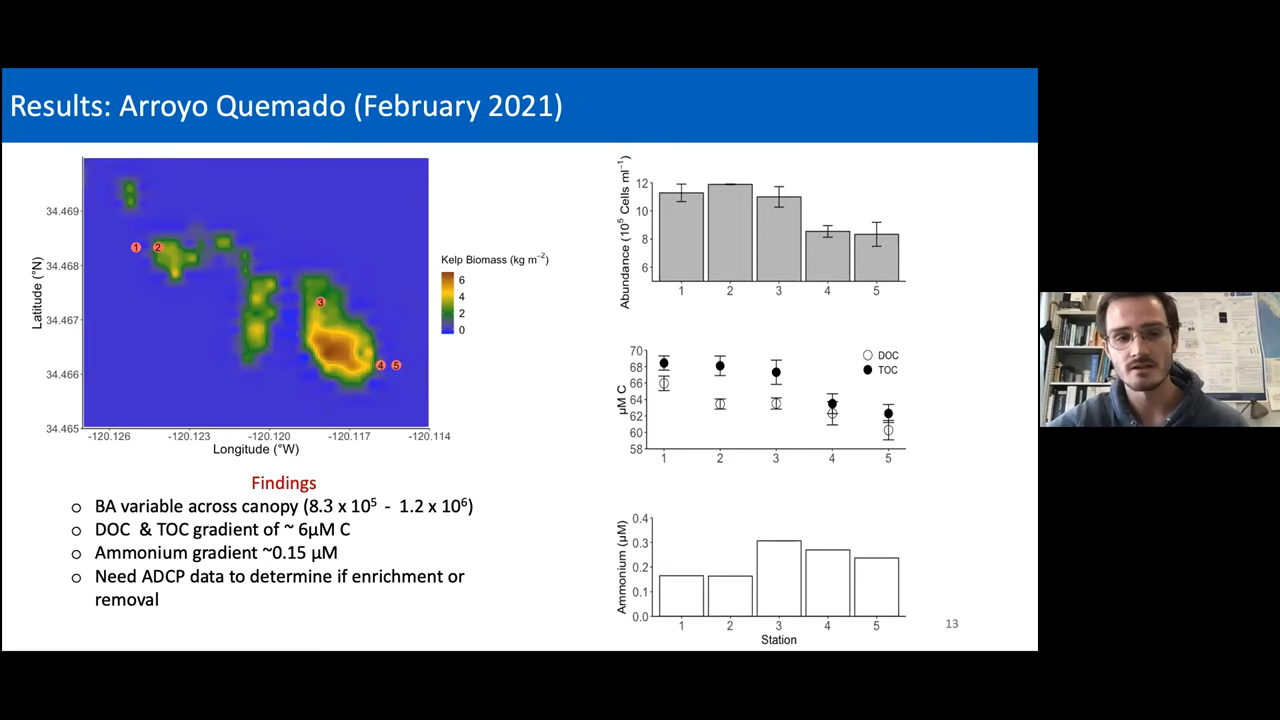 Results: Arroyo Quemado (February 2021)
34.469
34.468
34.467
34.466
34.465
Latitude (°N)
1
2
3
4
5
-120.126
-120.123
-120.120
-120.117
-120.114
Longitude (°W)
Kelp Biomass (kg m⁻²)
6
4
2
0
Findings
o BA variable across canopy (8.3 x 10⁵ - 1.2 x 10⁶)
o DOC & TOC gradient of ~ 6µM C
o Ammonium gradient ~0.15 µM
o Need ADCP data to determine if enrichment or
removal
Abundance (10⁵ Cells ml⁻¹)
12
10
8
6
1 2 3 4 5
µM C
70
68
66
64
62
60
58
DOC
TOC
1 2 3 4 5
Ammonium (µM)
0.4
0.3
0.2
0.1
0.0
1 2 3 4 5
Station
13